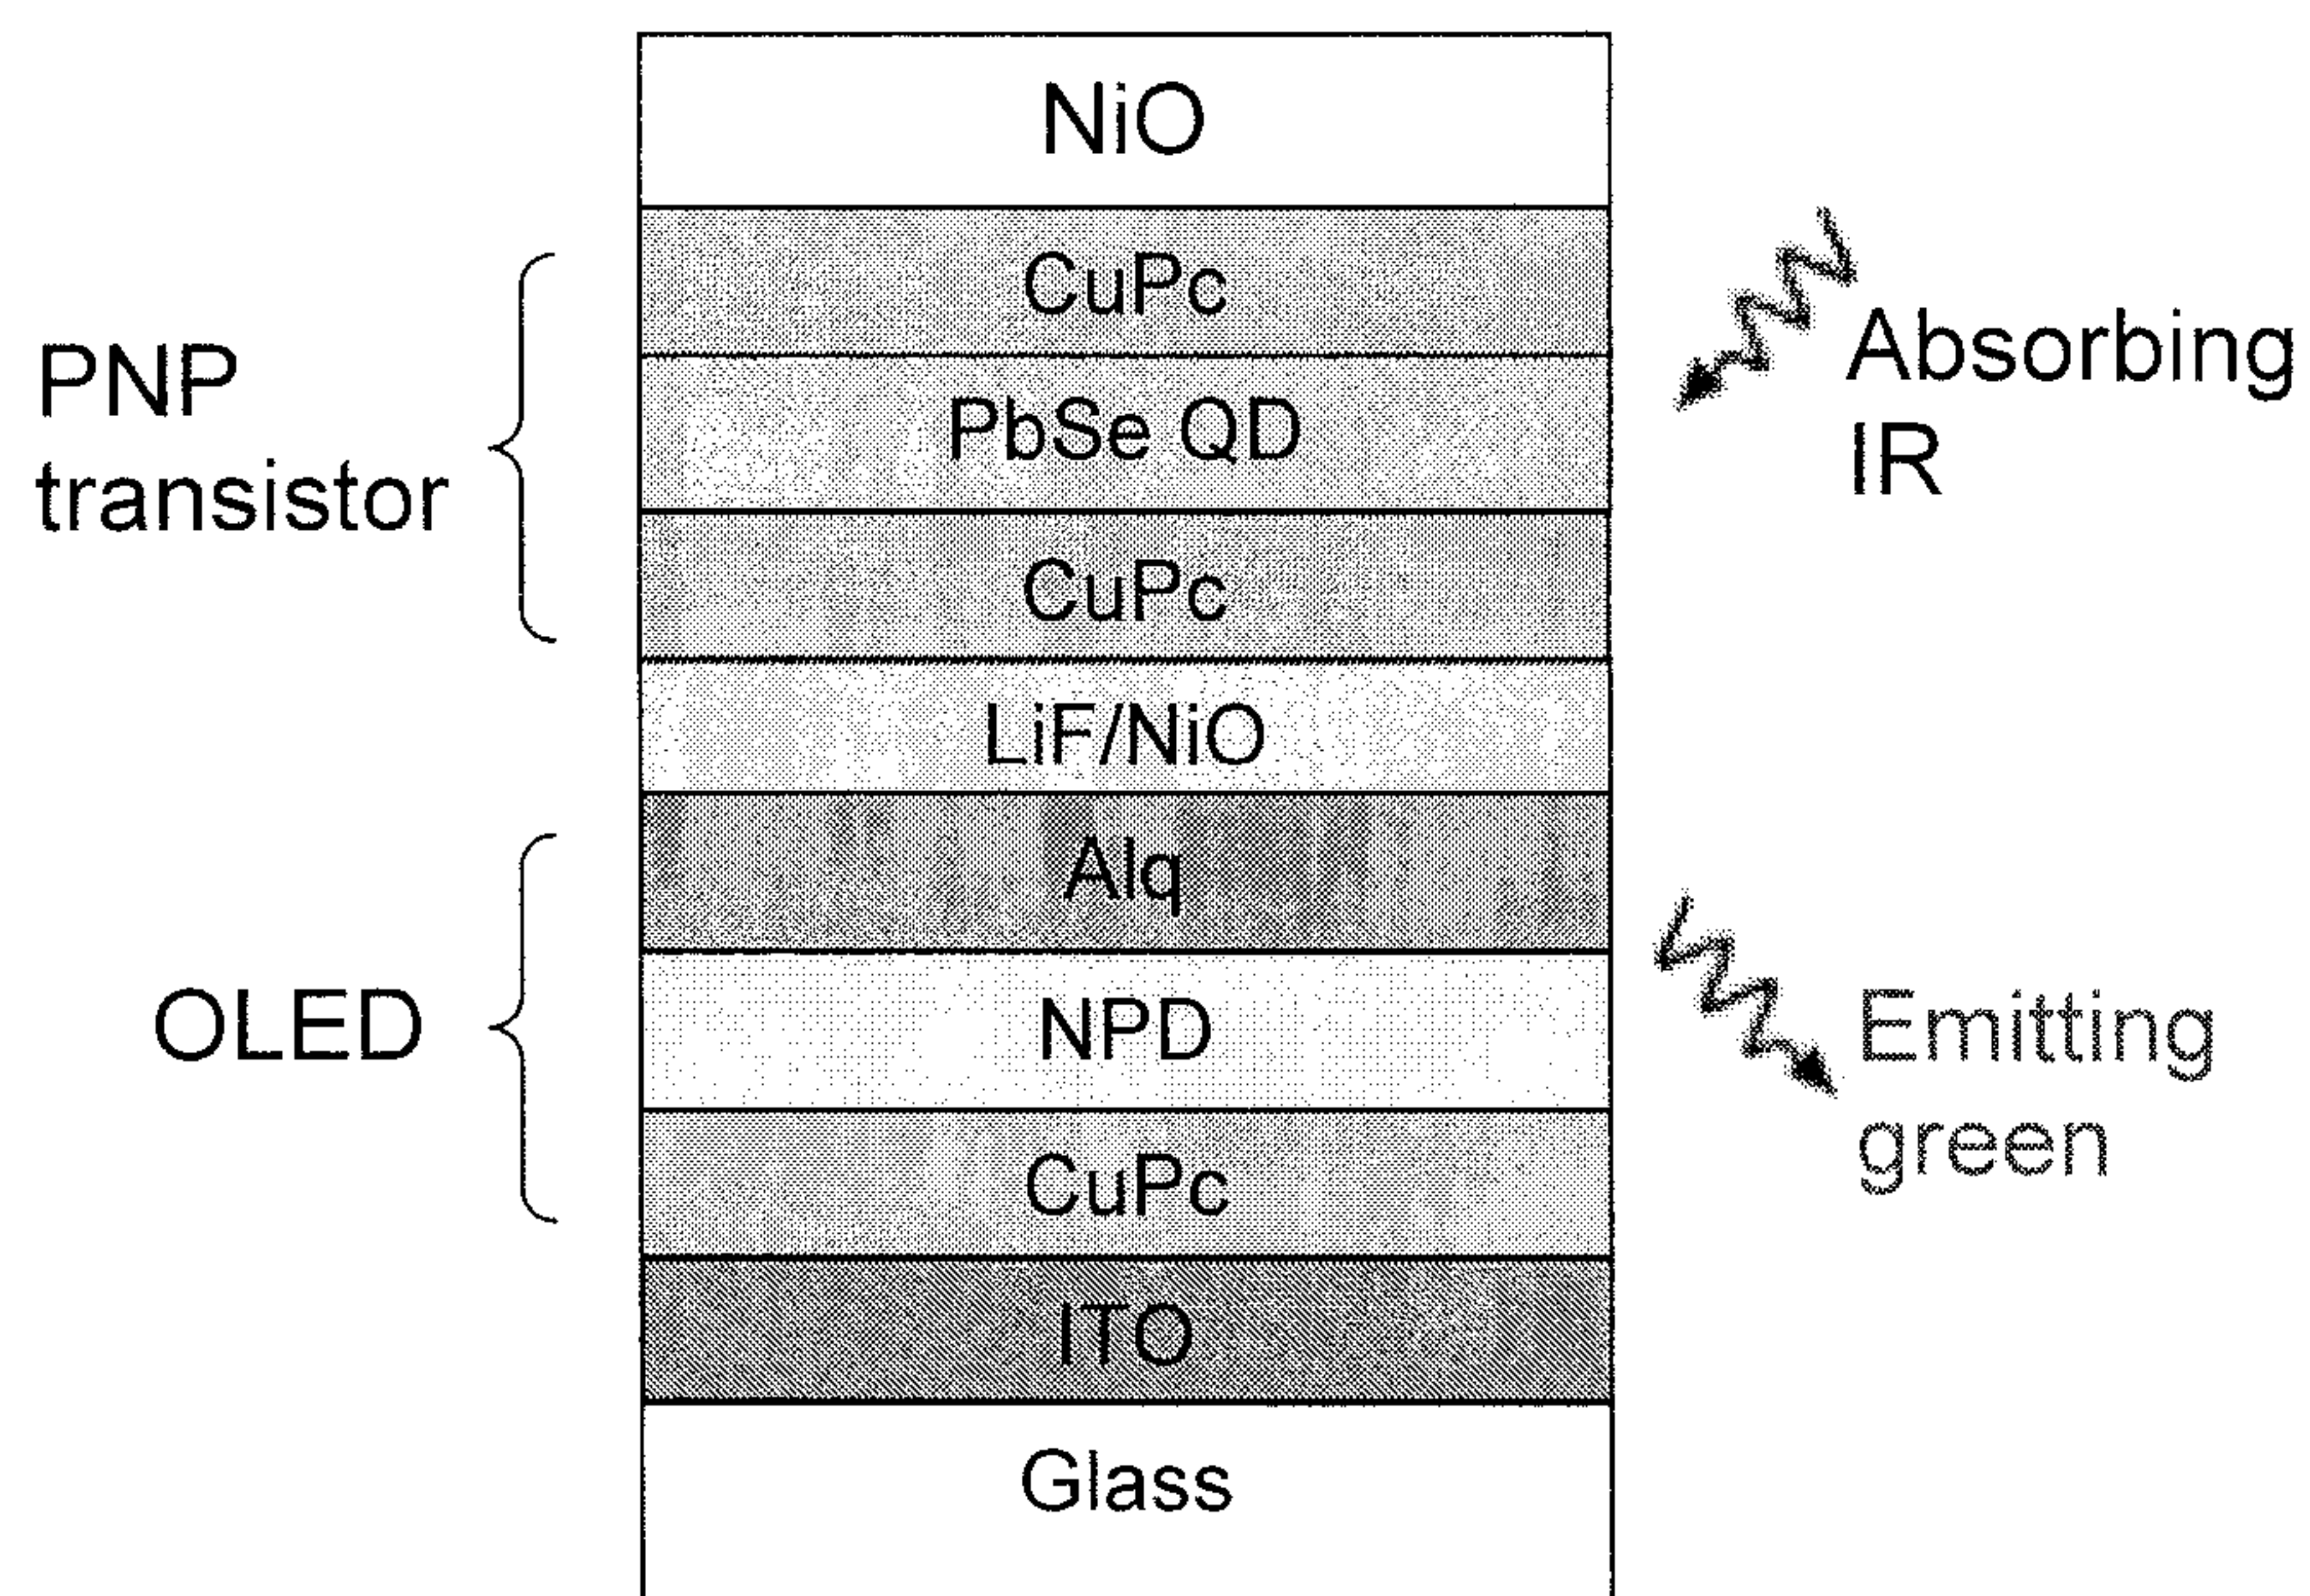 NiO
CuPc
PbSe QD
CuPc
LiF/NiO
Alq
NPD
CuPc
ITO
Glass
PNP
transistor
OLED
Absorbing
IR
Emitting
green